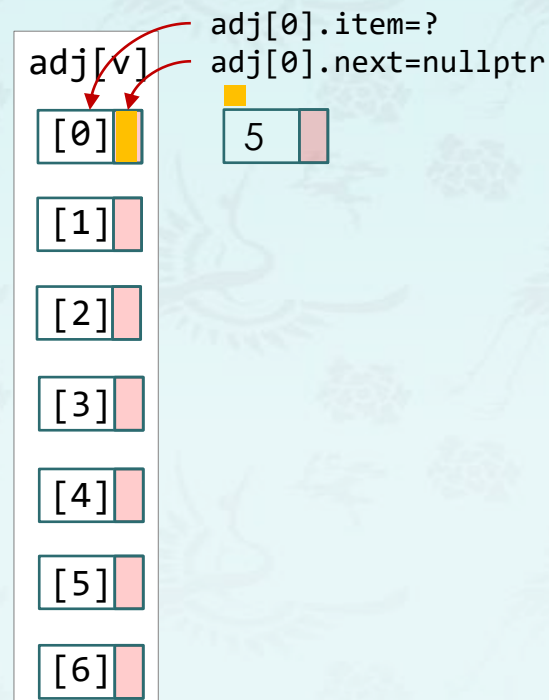 adj[0].item=?
adj[v]
adj[0].next=nullptr
[0]
5
[1]
[2]
[3]
[4]
[5]
[6]